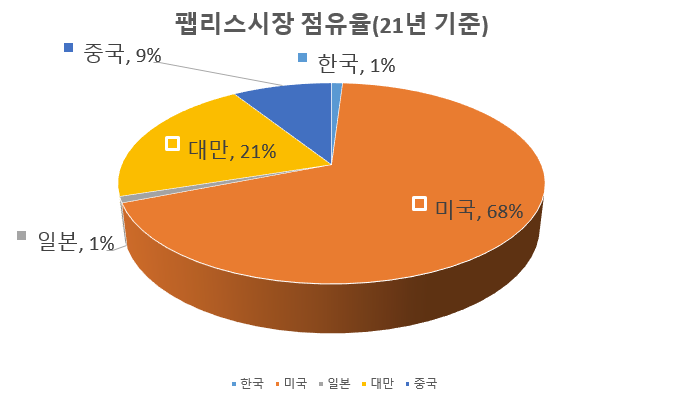 팹리스시장 점유율(21년 기준)
중국, 9%
한국, 1%
대만, 21%
미국, 68%
일본, 1%
한국 미국 일본 대만 중국